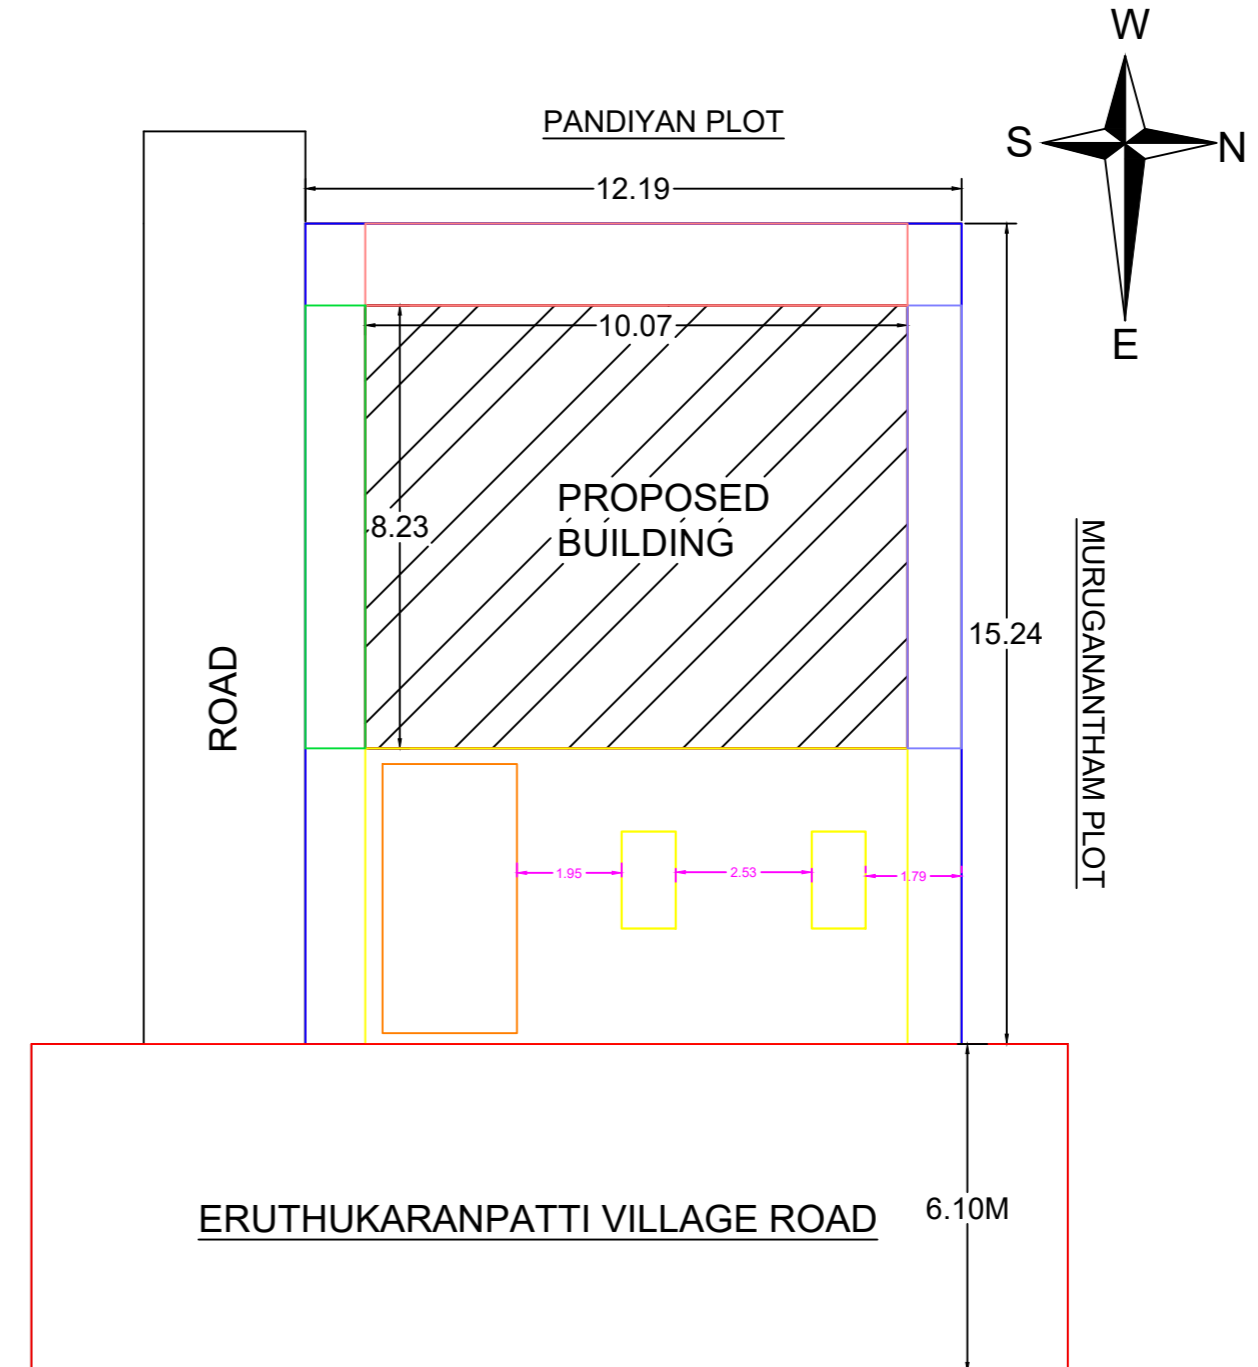 W
PANDIYAN PLOT
S
N
12.19
E
10.07
PROPOSED
BUILDING
8.23
MURUGANANTHAM PLOT
15.24
ROAD
1.95
2.53
1.79
ERUTHUKARANPATTI VILLAGE ROAD
6.10M